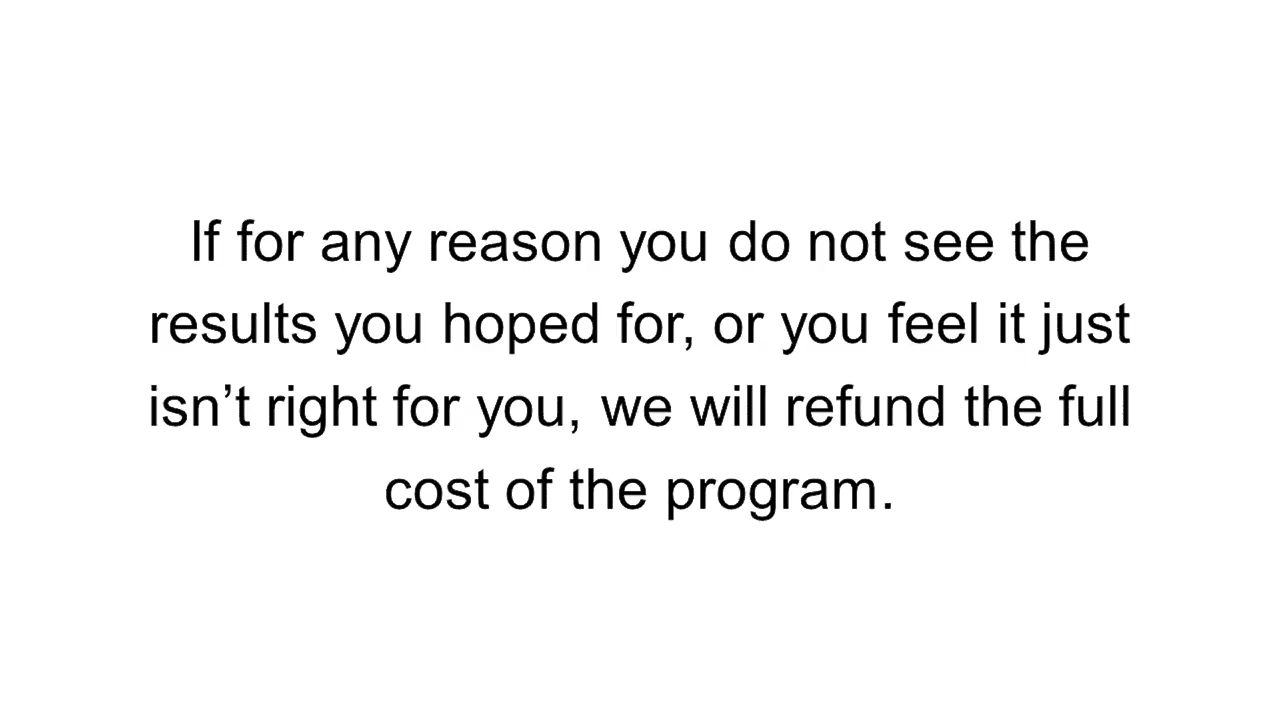 If for any reason you do not see the
results you hoped for, or you feel it just
isn’t right for you, we will refund the full
cost of the program.